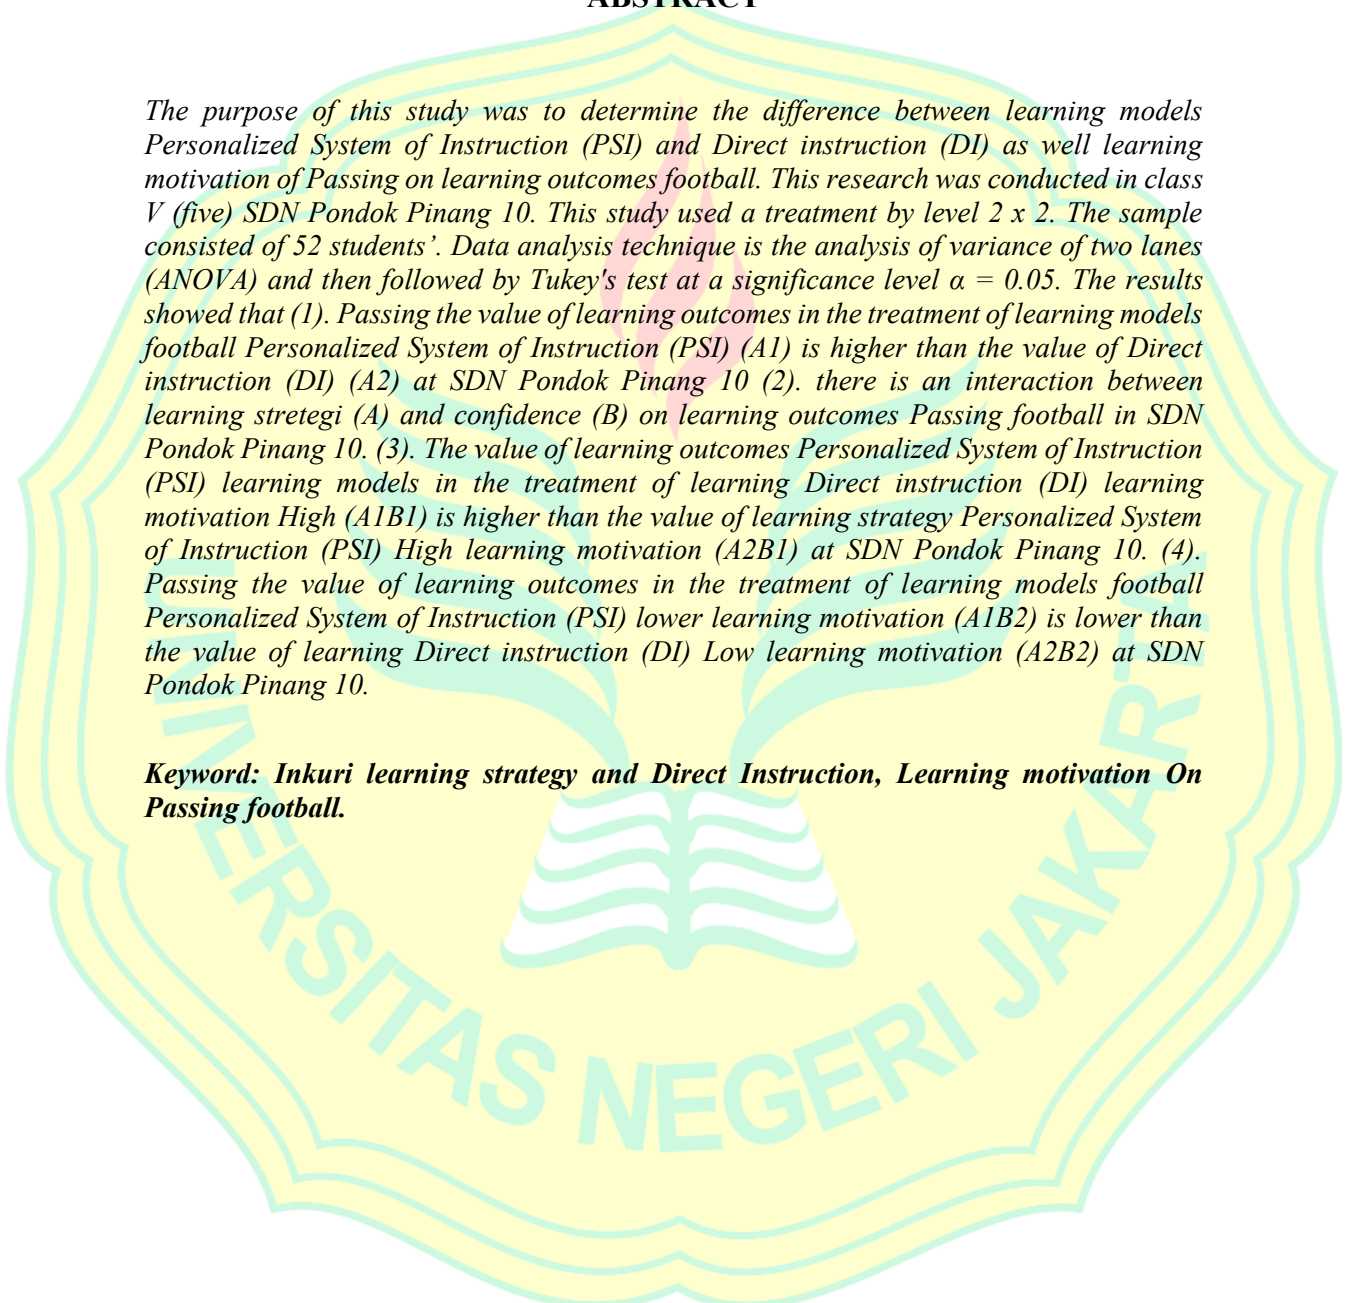 ABSTRACT
The purpose of this study was to determine the difference between learning models
Personalized System of Instruction (PSI) and Direct instruction (DI) as well learning
motivation of Passing on learning outcomes football. This research was conducted in class
V (five) SDN Pondok Pinang 10. This study used a treatment by level 2 x 2. The sample
consisted of 52 students’. Data analysis technique is the analysis of variance of two lanes
(ANOVA) and then followed by Tukey's test at a significance level α = 0.05. The results
showed that (1). Passing the value of learning outcomes in the treatment of learning models
football Personalized System of Instruction (PSI) (A1) is higher than the value of Direct
instruction (DI) (A2) at SDN Pondok Pinang 10 (2). there is an interaction between
learning stretegi (A) and confidence (B) on learning outcomes Passing football in SDN
Pondok Pinang 10. (3). The value of learning outcomes Personalized System of Instruction
(PSI) learning models in the treatment of learning Direct instruction (DI) learning
motivation High (A1B1) is higher than the value of learning strategy Personalized System
of Instruction (PSI) High learning motivation (A2B1) at SDN Pondok Pinang 10. (4).
Passing the value of learning outcomes in the treatment of learning models football
Personalized System of Instruction (PSI) lower learning motivation (A1B2) is lower than
the value of learning Direct instruction (DI) Low learning motivation (A2B2) at SDN
Pondok Pinang 10.
Keyword: Inkuri learning strategy and Direct Instruction, Learning motivation On
Passing football.
UNIVERSITAS NEGERI JAKARTA